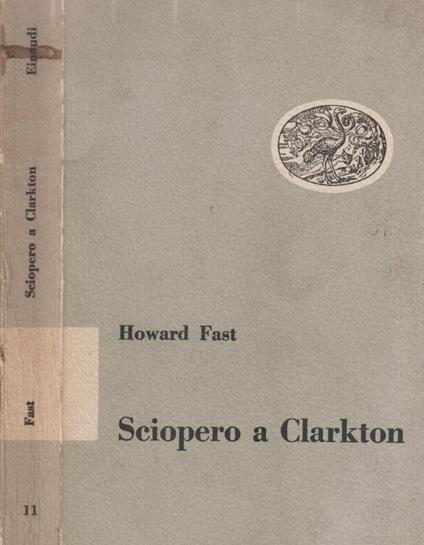 Einaudi
Sciopero a Clarkton
Fast
11
Howard Fast
Sciopero a Clarkton